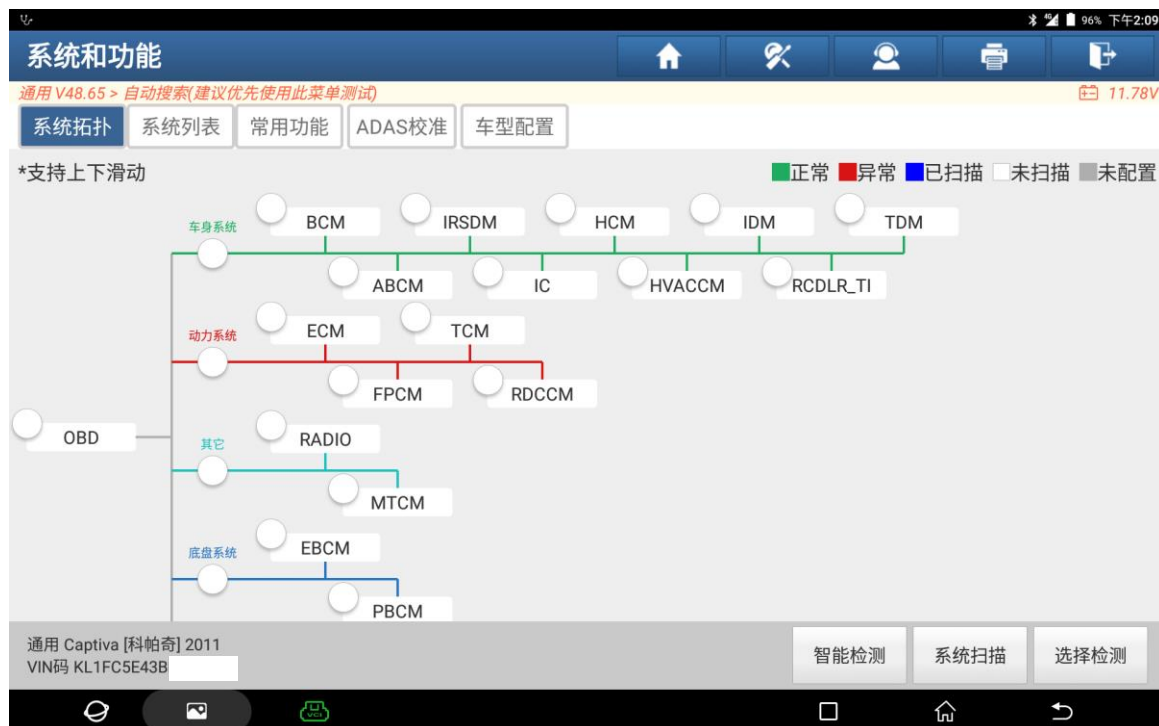 4G 96% 下午2:09
系统和功能
通用 V48.65 > 自动搜索(建议优先使用此菜单测试) 11.78V
系统拓扑 系统列表 常用功能 ADAS校准 车型配置
*支持上下滑动 正常 异常 已扫描 未扫描 未配置
车身系统 BCM IRSDM HCM IDM TDM
ABCM IC HVACCM RCDLR_TI
动力系统 ECM TCM
FPCM RDCCM
OBD
其它 RADIO
MTCM
底盘系统 EBCM
PBCM
通用 Captiva [科帕奇] 2011
VIN码 KL1FC5E43B
智能检测 系统扫描 选择检测
VCI